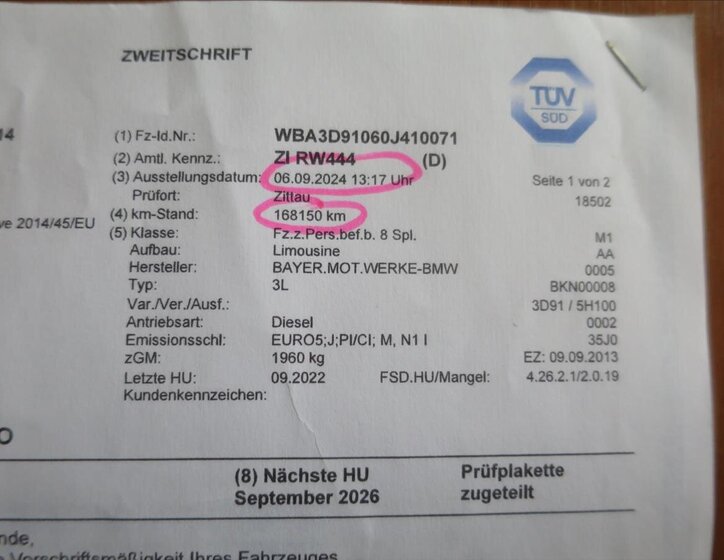 ZWEITSCHRIFT
TÜV
SÜD
14
(1) Fz-Id.Nr.: WBA3D91060J410071
(2) Amtl. Kennz.: ZI RW444 (D)
(3) Ausstellungsdatum: 06.09.2024 13:17 Uhr Seite 1 von 2
Prüfort: Zittau 18502
ve 2014/45/EU (4) km-Stand: 168150 km
(5) Klasse: Fz.z.Pers.bef.b. 8 Spl. M1
Aufbau: Limousine AA
Hersteller: BAYER.MOT.WERKE-BMW 0005
Typ: 3L BKN00008
Var./Ver./Ausf.: 3D91 / 5H100
Antriebsart: Diesel 0002
Emissionsschl: EURO5;J;PI/CI; M, N1 I 35J0
zGM: 1960 kg EZ: 09.09.2013
Letzte HU: 09.2022 FSD.HU/Mangel: 4.26.2.1/2.0.19
Kundenkennzeichen:
O
(8) Nächste HU Prüfplakette
September 2026 zugeteilt
nde,
e Vorschriftsmäßigkeit Ihres Fahrzeuges